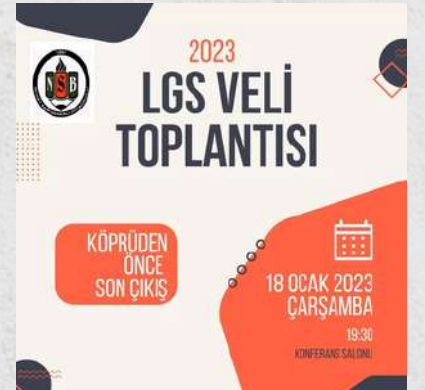 2023
LGS VELİ
TOPLANTISI
KÖPRÜDEN
ÖNCE
SON ÇIKIŞ
18 OCAK 2023
ÇARŞAMBA
19:30
KONFERANS SALONU